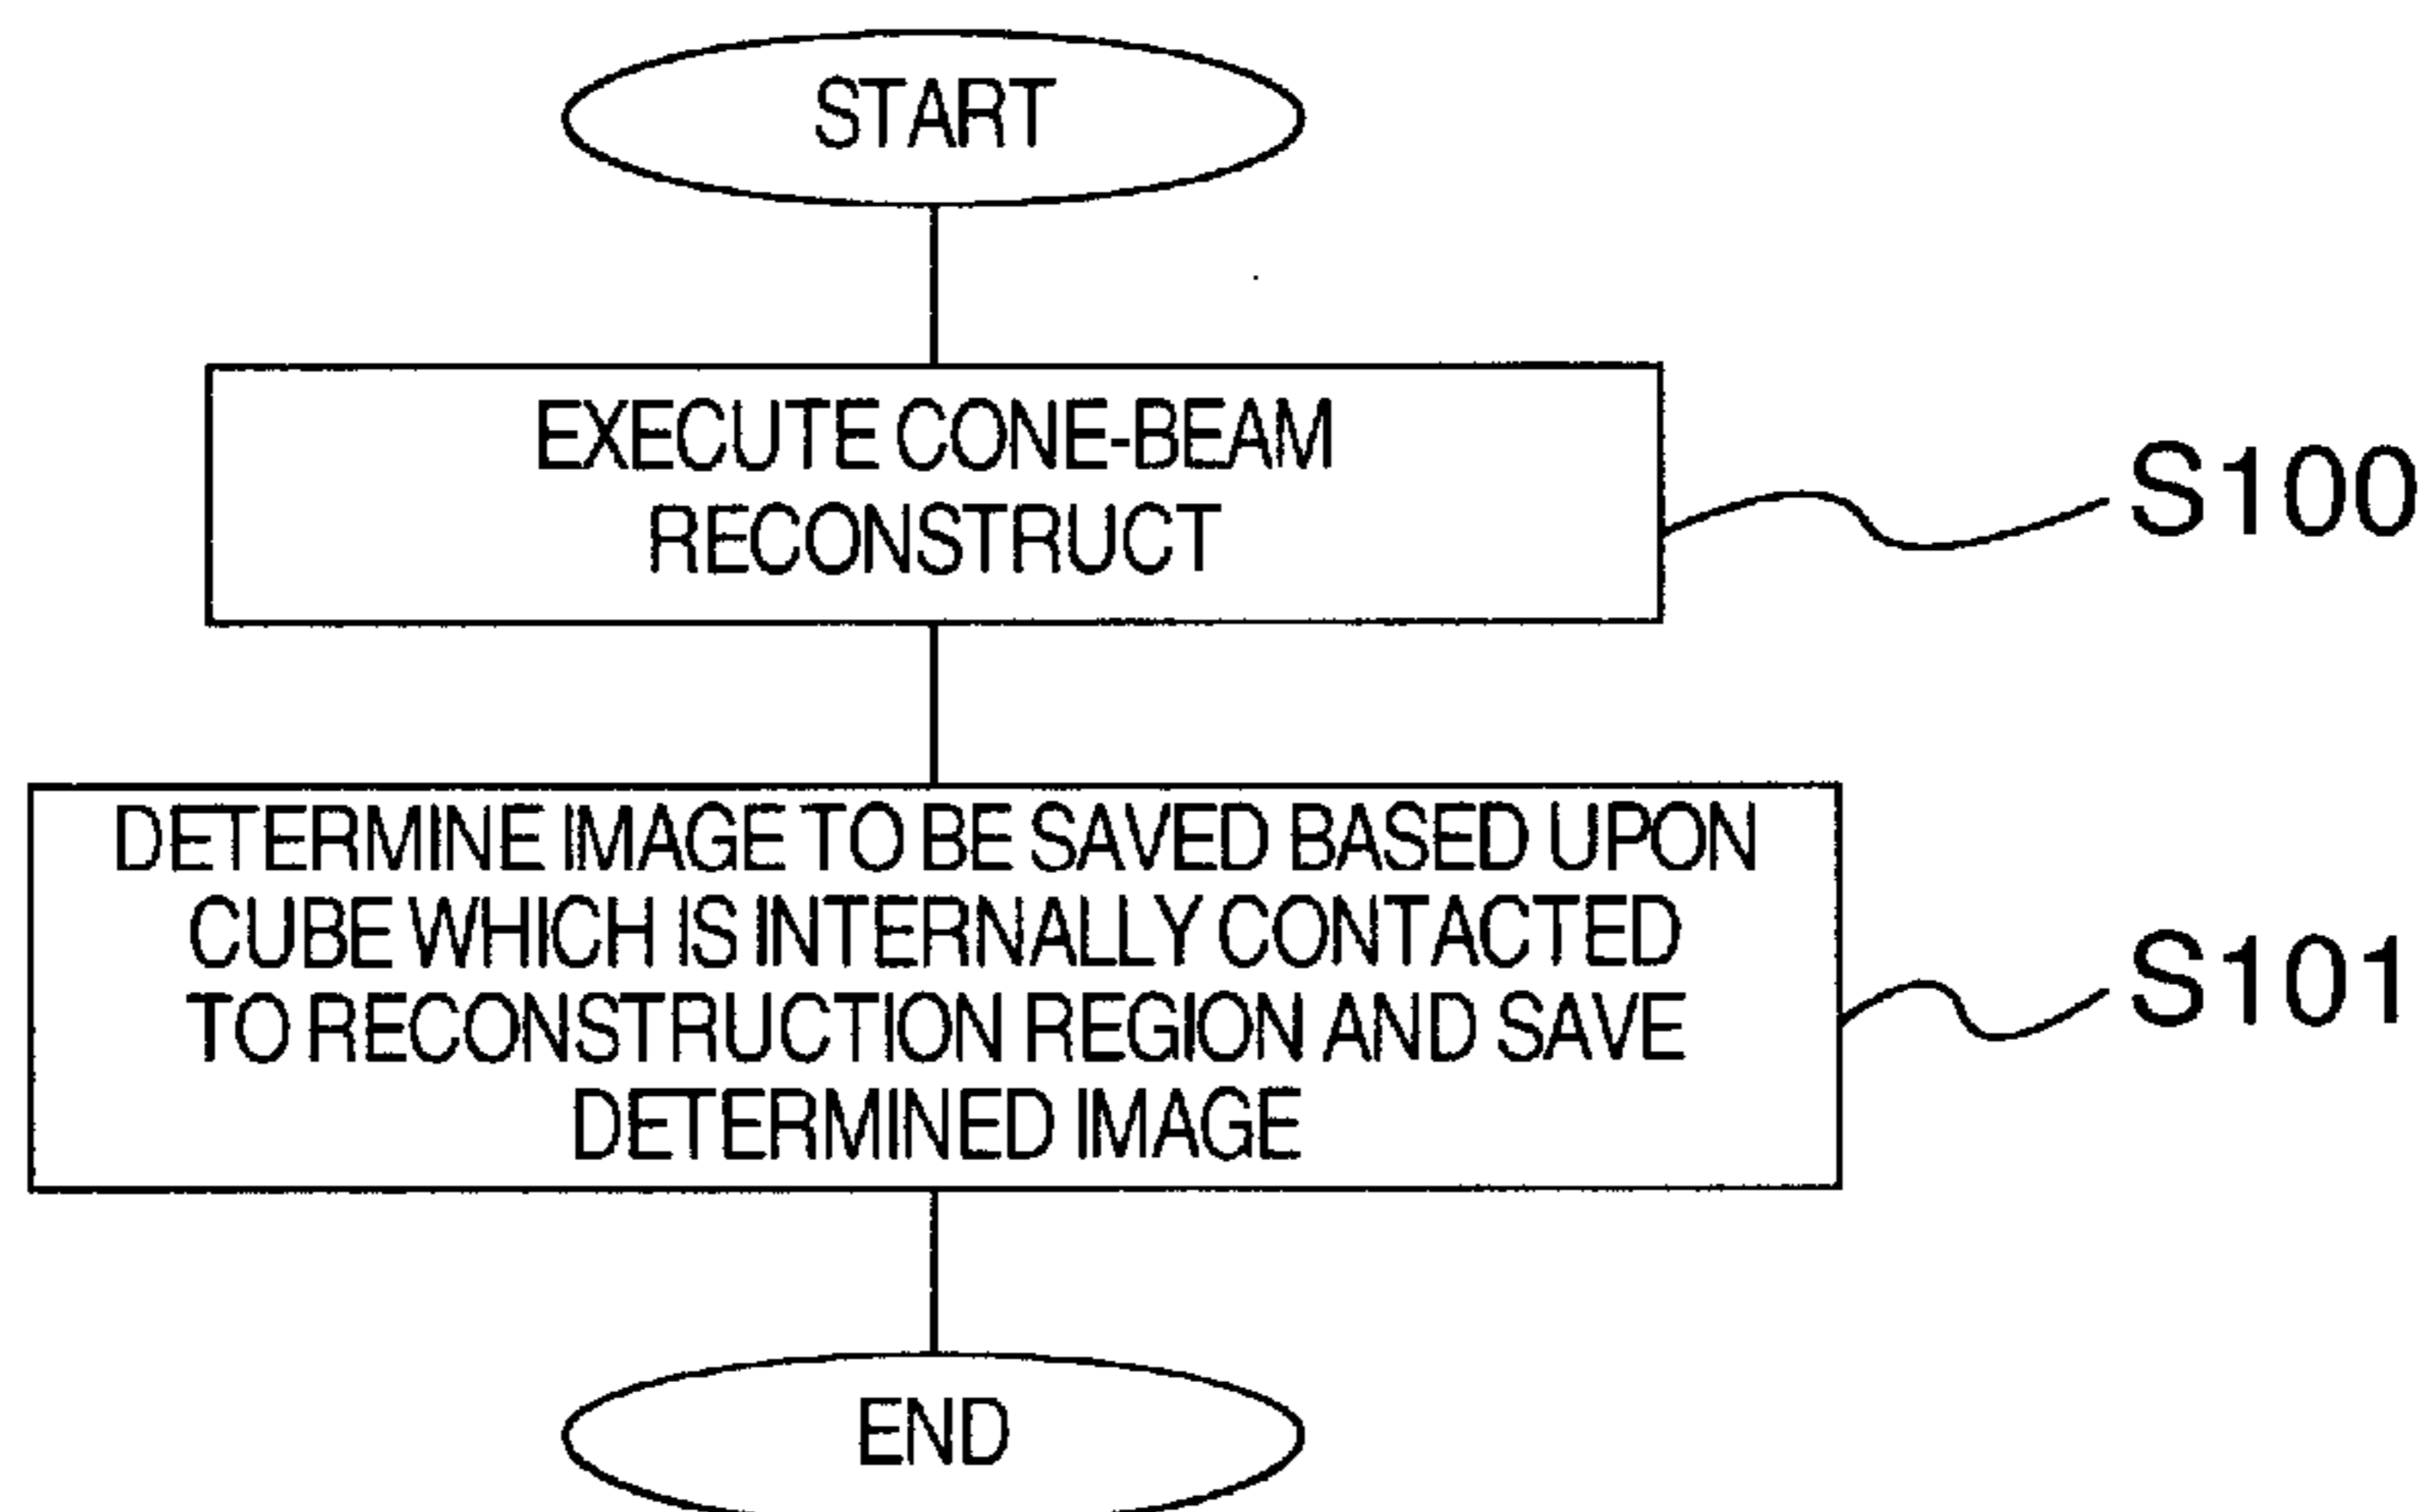 START
EXECUTE CONE-BEAM
RECONSTRUCT
S100
DETERMINE IMAGE TO BE SAVED BASED UPON
CUBE WHICH IS INTERNALLY CONTACTED
TO RECONSTRUCTION REGION AND SAVE
DETERMINED IMAGE
S101
END